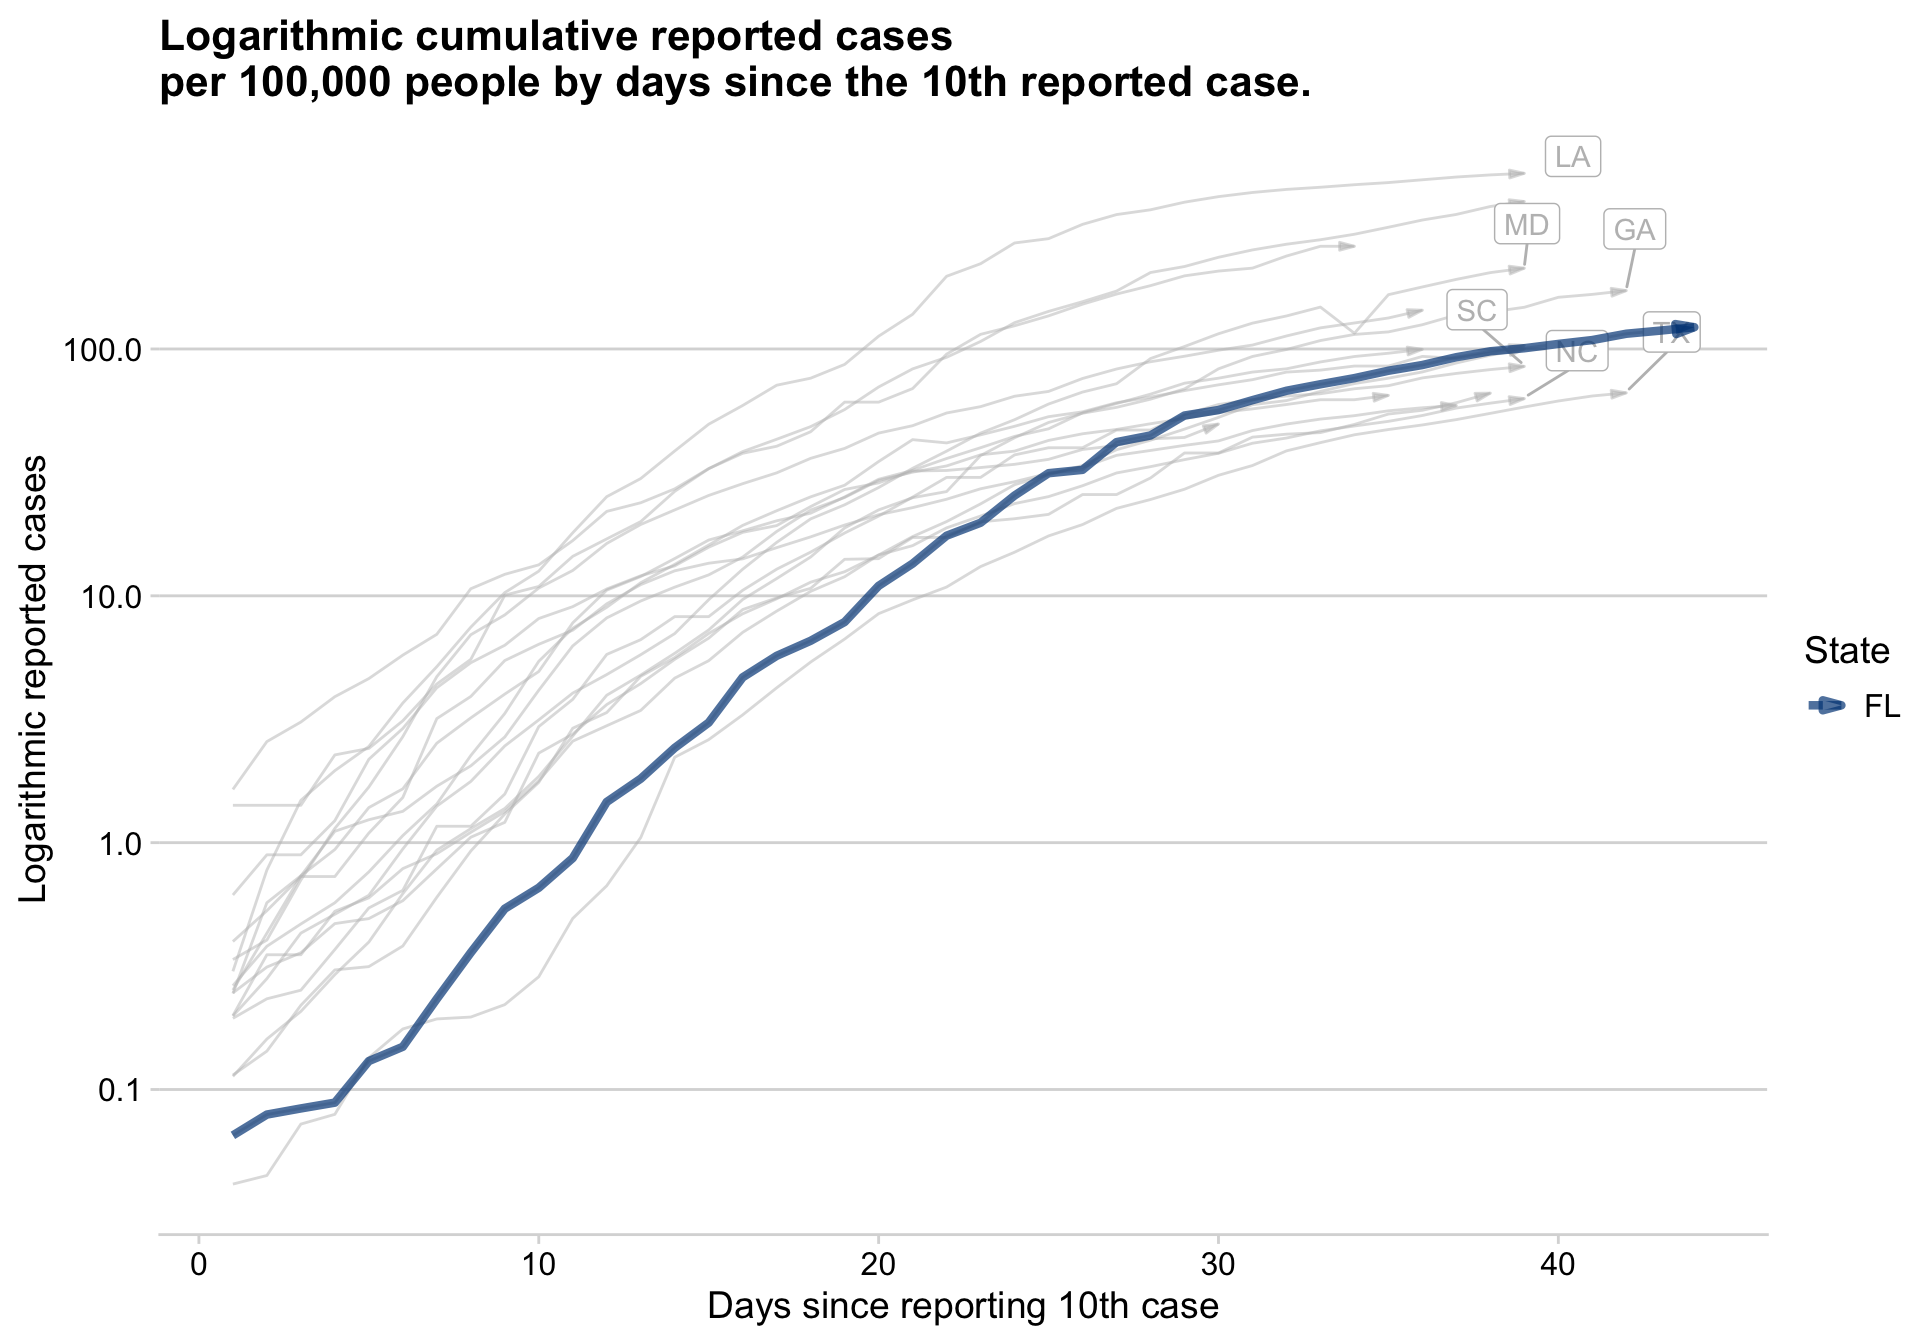 Logarithmic cumulative reported cases
per 100,000 people by days since the 10th reported case.
LA
MD
GA
SC
TX
NC
100.0
10.0
1.0
0.1
Logarithmic reported cases
State
FL
0
10
20
30
40
Days since reporting 10th case